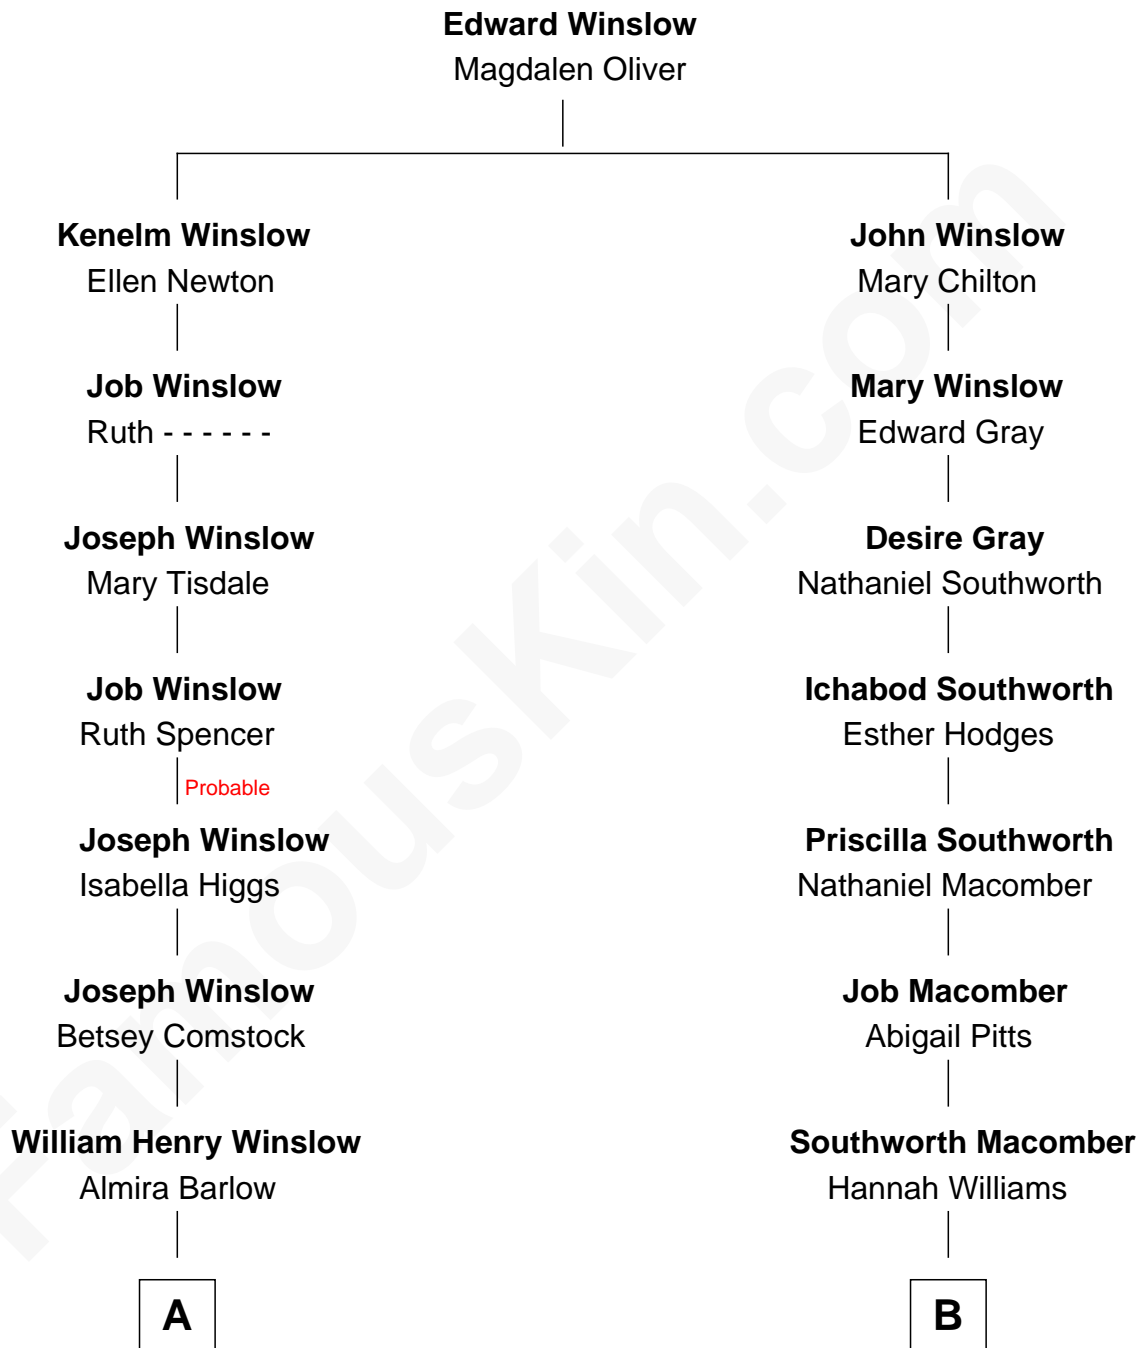 Edward Winslow
Magdalen Oliver
Kenelm Winslow
Ellen Newton
John Winslow
Mary Chilton
Job Winslow
Ruth - - - - - -
Mary Winslow
Edward Gray
Joseph Winslow
Mary Tisdale
Desire Gray
Nathaniel Southworth
Job Winslow
Ruth Spencer
Probable
Ichabod Southworth
Esther Hodges
Joseph Winslow
Isabella Higgs
Priscilla Southworth
Nathaniel Macomber
Joseph Winslow
Betsey Comstock
Job Macomber
Abigail Pitts
William Henry Winslow
Almira Barlow
Southworth Macomber
Hannah Williams
A
B
FamousKin.com